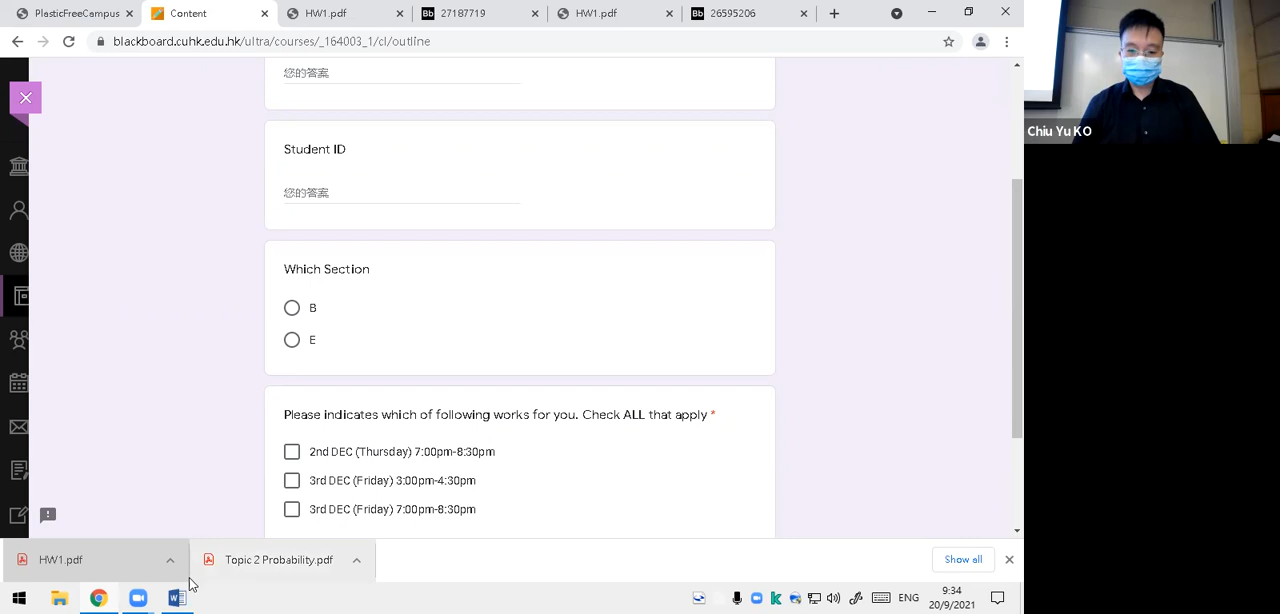 PlasticFreeCampus
Content
HW1.pdf
Bb 27187719
HW1.pdf
Bb 26595206
blackboard.cuhk.edu.hk/ultra/courses/_164003_1/cl/outline
您的答案
Student ID
您的答案
Which Section
B
E
Please indicates which of following works for you. Check ALL that apply *
2nd DEC (Thursday) 7:00pm-8:30pm
3rd DEC (Friday) 3:00pm-4:30pm
3rd DEC (Friday) 7:00pm-8:30pm
HW1.pdf
Topic 2 Probability.pdf
Show all
ENG
9:34
20/9/2021
Chiu Yu KO